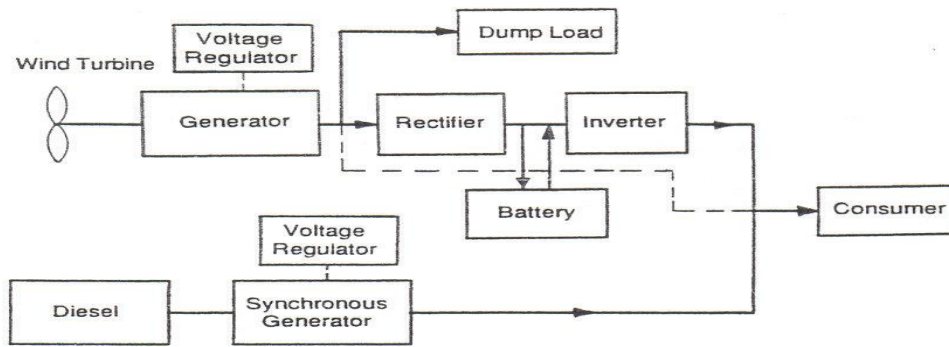 Voltage
Regulator
Dump Load
Wind Turbine
Generator
Rectifier
Inverter
Battery
Consumer
Voltage
Regulator
Diesel
Synchronous
Generator